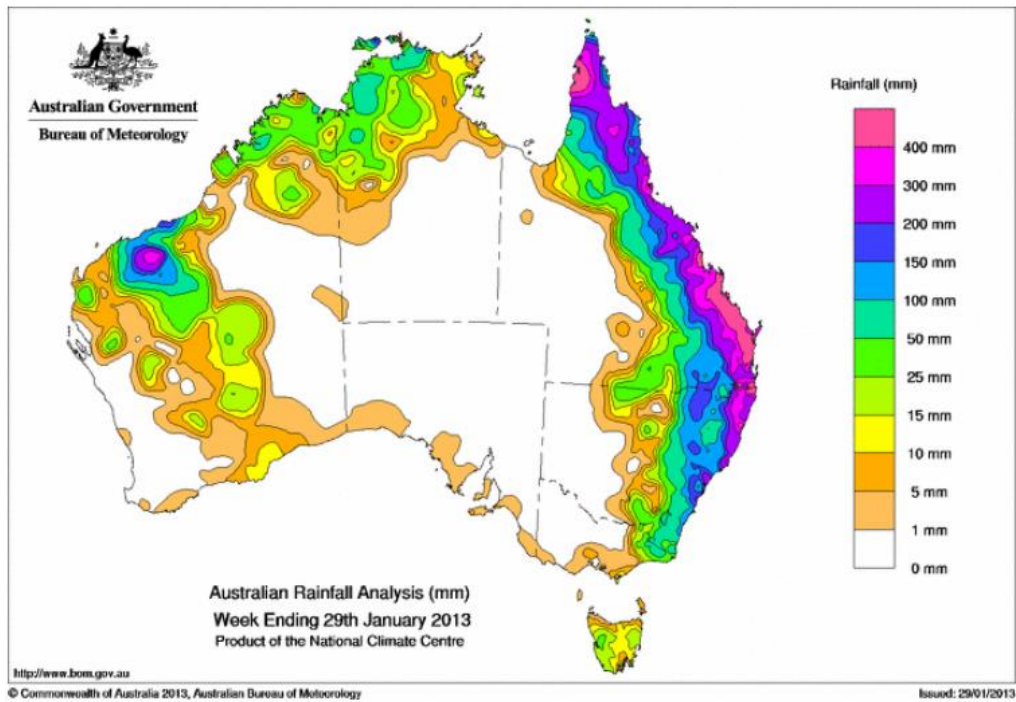 Australian Government
Bureau of Meteorology
Rainfall (mm)
400 mm
300 mm
200 mm
150 mm
100 mm
50 mm
25 mm
15 mm
10 mm
5 mm
1 mm
0 mm
Australian Rainfall Analysis (mm)
Week Ending 29th January 2013
Product of the National Climate Centre
http://www.bom.gov.au
© Commonwealth of Australia 2013, Australian Bureau of Meteorology
Issued: 29/01/2013